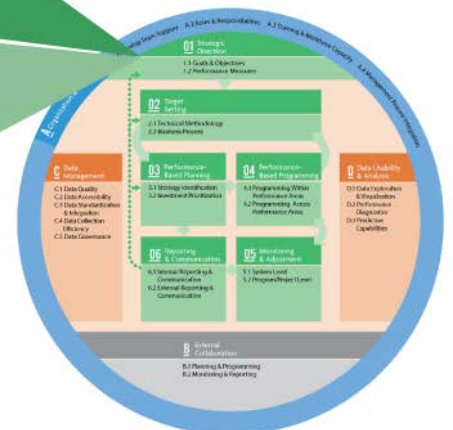 A Organization &
Team Support A.2 Roles & Responsibilities A.3 Training & Workforce Capacity A.4 Management Process Integration
01 Strategic
Direction
1.1 Goals & Objectives
1.2 Performance Measures
02 Target
Setting
2.1 Technical Methodology
2.2 Business Process
C Data
Management
C.1 Data Quality
C.2 Data Accessibility
C.3 Data Standardization
& Integration
C.4 Data Collection
Efficiency
C.5 Data Governance
03 Performance-
Based Planning
3.1 Strategy Identification
3.2 Investment Prioritization
04 Performance-
Based Programming
4.1 Programming Within
Performance Areas
4.2 Programming Across
Performance Areas
D Data Usability
& Analysis
D.1 Data Exploration
& Visualization
D.2 Performance
Diagnostics
D.3 Predictive
Capabilities
06 Reporting
& Communication
6.1 Internal Reporting &
Communication
6.2 External Reporting &
Communication
05 Monitoring
& Adjustment
5.1 System Level
5.2 Program/Project Level
B External
Collaboration
B.1 Planning & Programming
B.2 Monitoring & Reporting